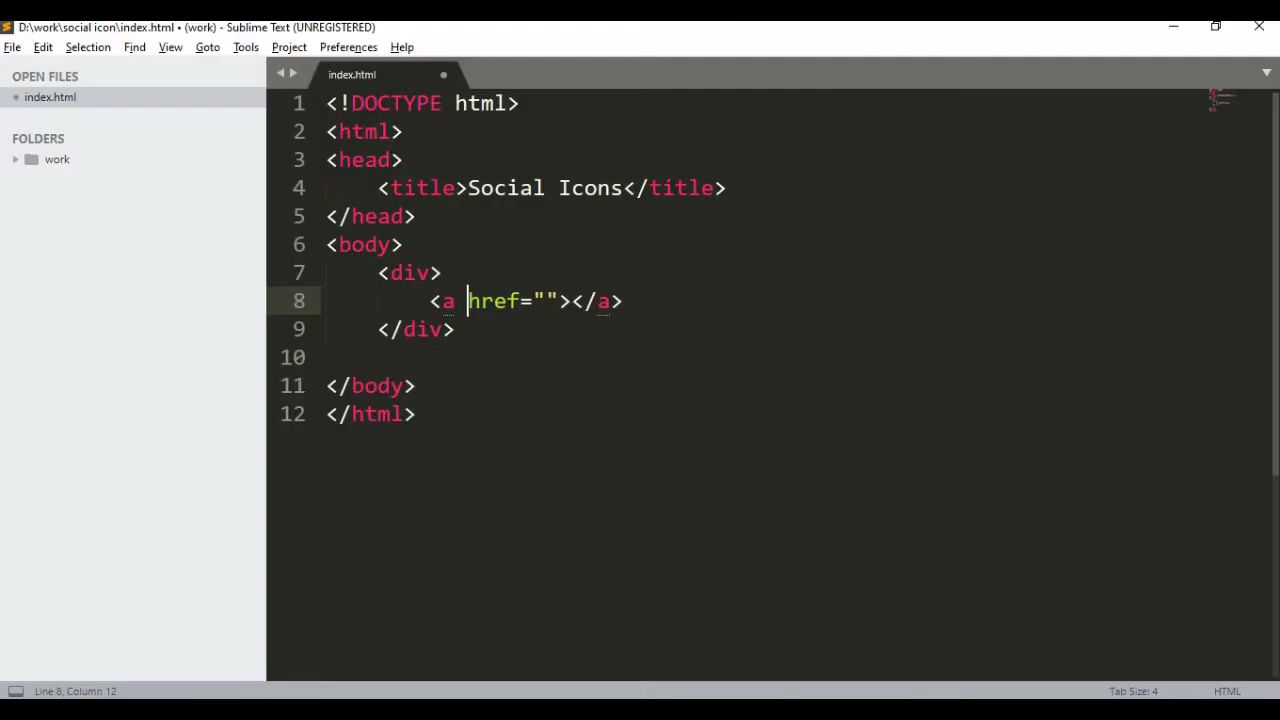 D:\work\social icon\index.html • (work) - Sublime Text (UNREGISTERED)
File Edit Selection Find View Goto Tools Project Preferences Help
OPEN FILES
index.html
FOLDERS
work
index.html
1 <!DOCTYPE html>
2 <html>
3 <head>
4 <title>Social Icons</title>
5 </head>
6 <body>
7 <div>
8 <a href=""></a>
9 </div>
10
11 </body>
12 </html>
Line 8, Column 12
Tab Size: 4
HTML